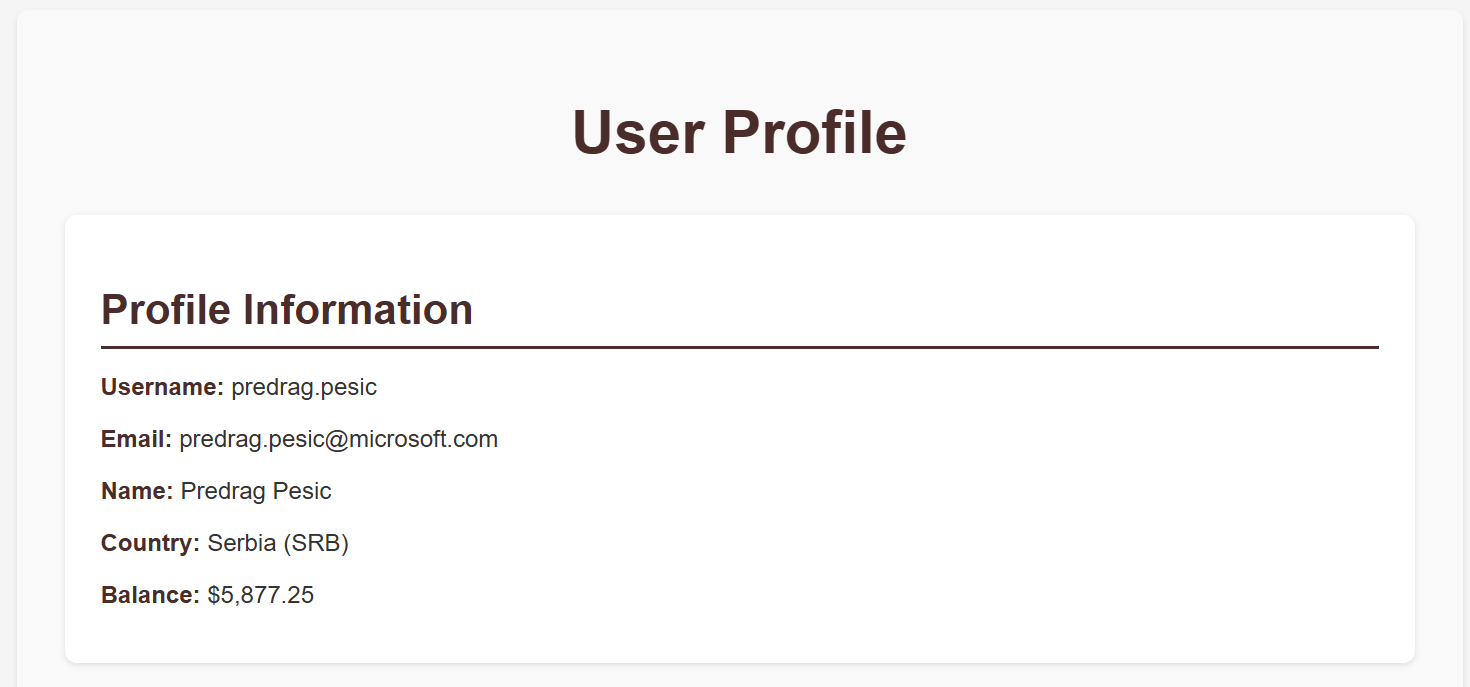 User Profile
Profile Information
Username: predrag.pesic
Email: predrag.pesic@microsoft.com
Name: Predrag Pesic
Country: Serbia (SRB)
Balance: $5,877.25